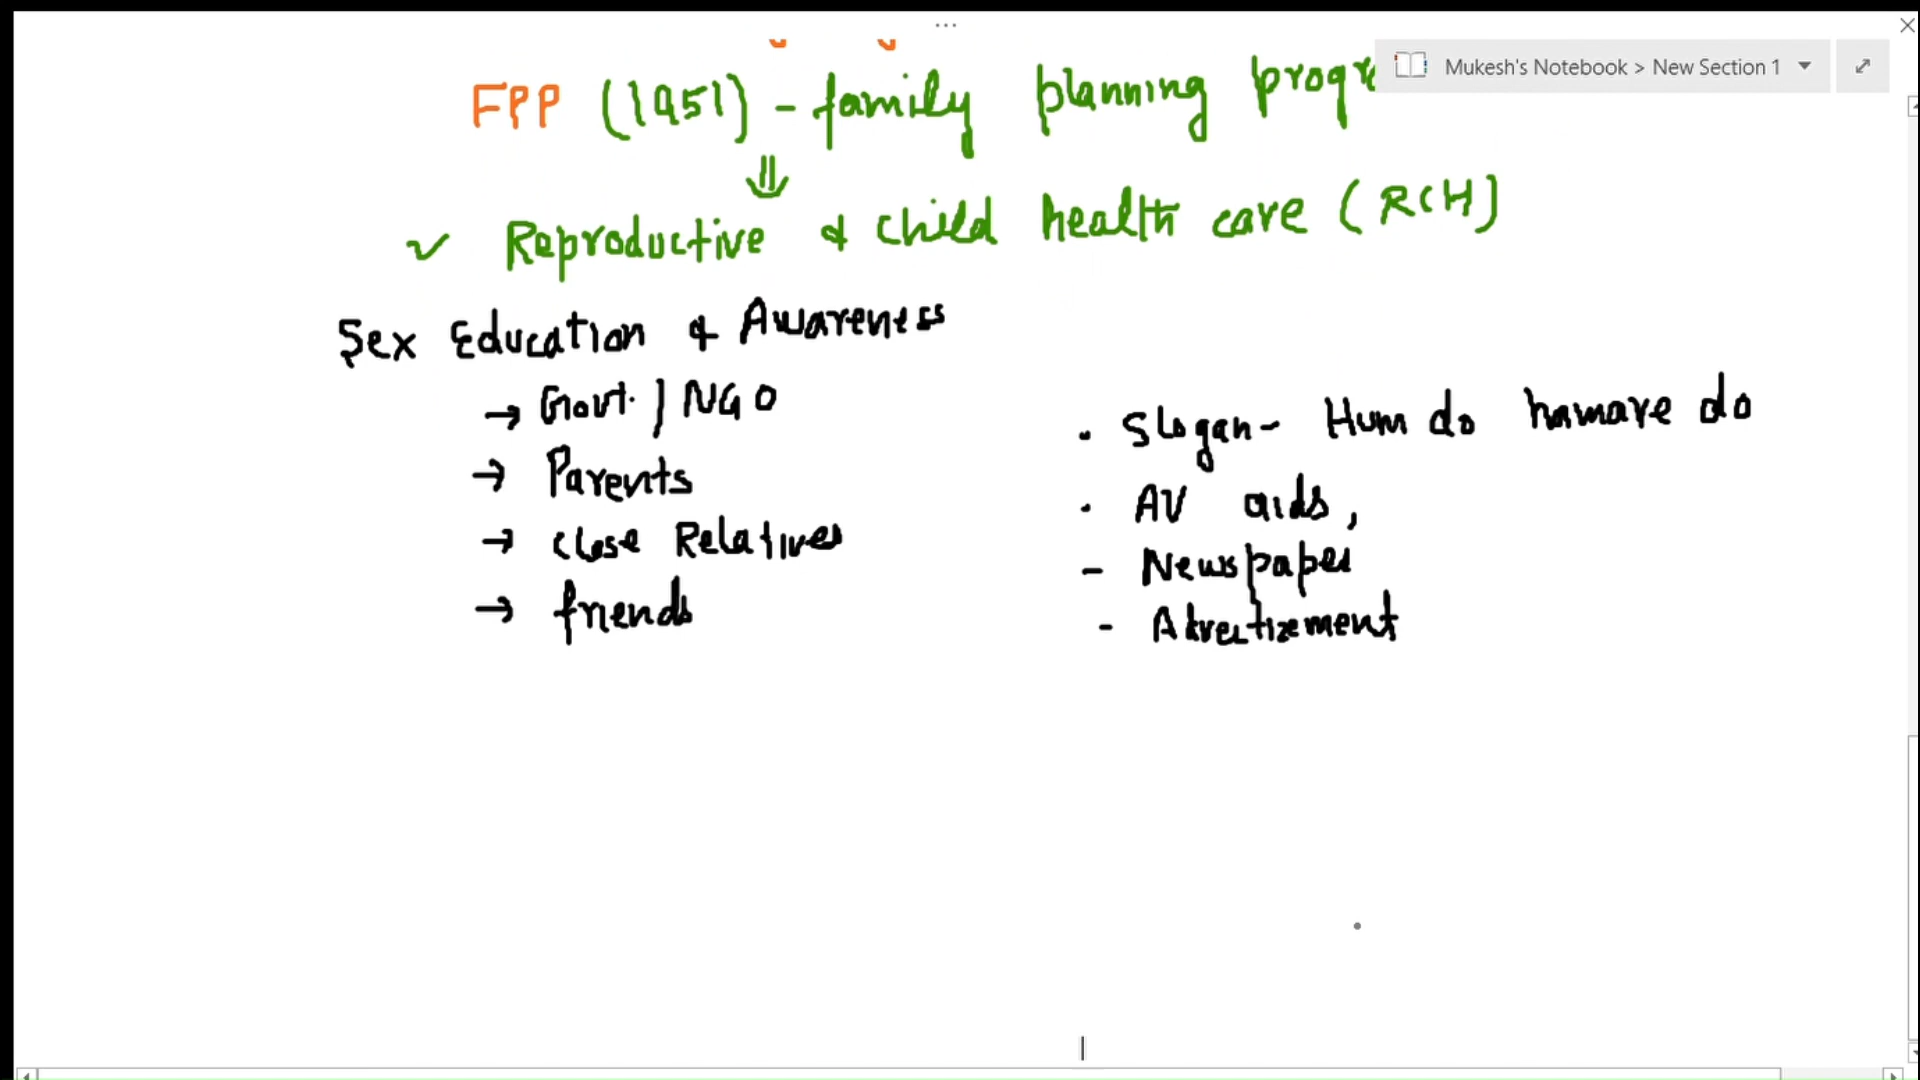 Mukesh's Notebook > New Section 1
FPP (1951) - family planning progr
⇓
✓ Reproductive & child health care (RCH)
Sex Education & Awareness
→ Govt. / NGO
→ Parents
→ close Relatives
→ friends
• Slogan - Hum do hamare do
• AV aids,
- Newspaper
- Advertizement